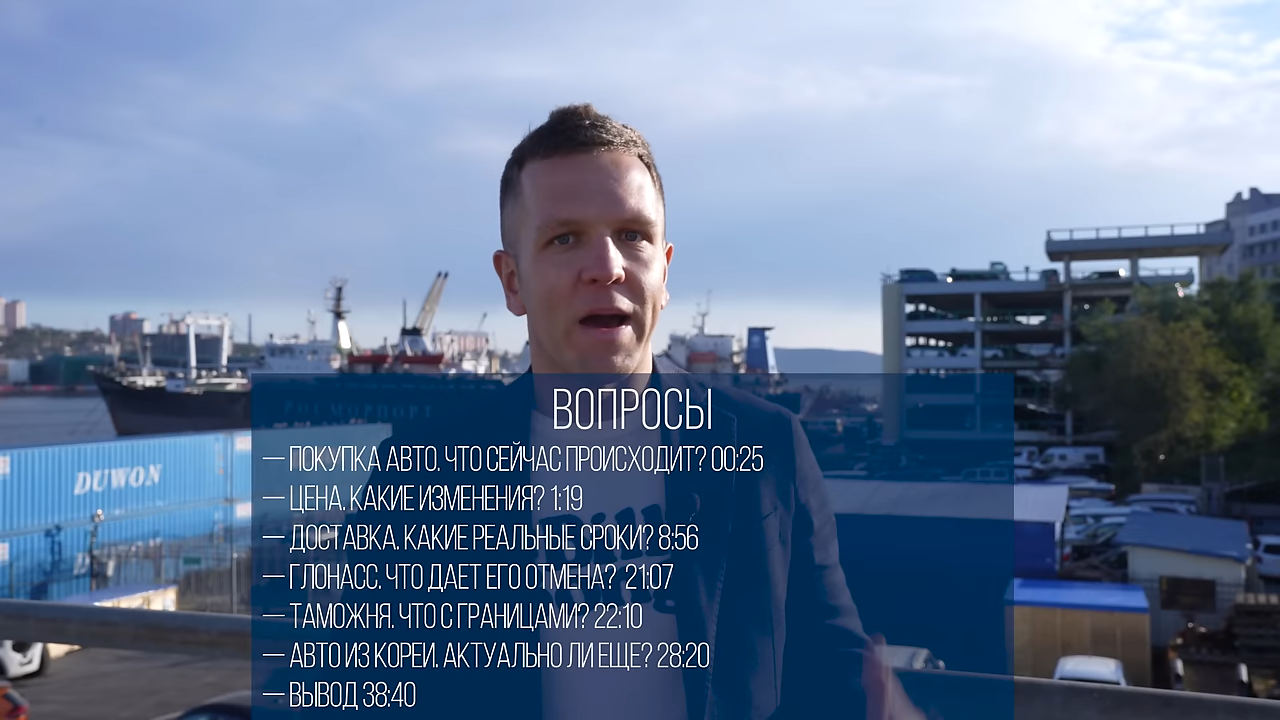 ВОПРОСЫ
— ПОКУПКА АВТО. ЧТО СЕЙЧАС ПРОИСХОДИТ? 00:25
— ЦЕНА. КАКИЕ ИЗМЕНЕНИЯ? 1:19
— ДОСТАВКА. КАКИЕ РЕАЛЬНЫЕ СРОКИ? 8:56
— ГЛОНАСС. ЧТО ДАЕТ ЕГО ОТМЕНА? 21:07
— ТАМОЖНЯ. ЧТО С ГРАНИЦАМИ? 22:10
— АВТО ИЗ КОРЕИ. АКТУАЛЬНО ЛИ ЕЩЕ? 28:20
— ВЫВОД 38:40
РОСМОРПОРТ
DUWON